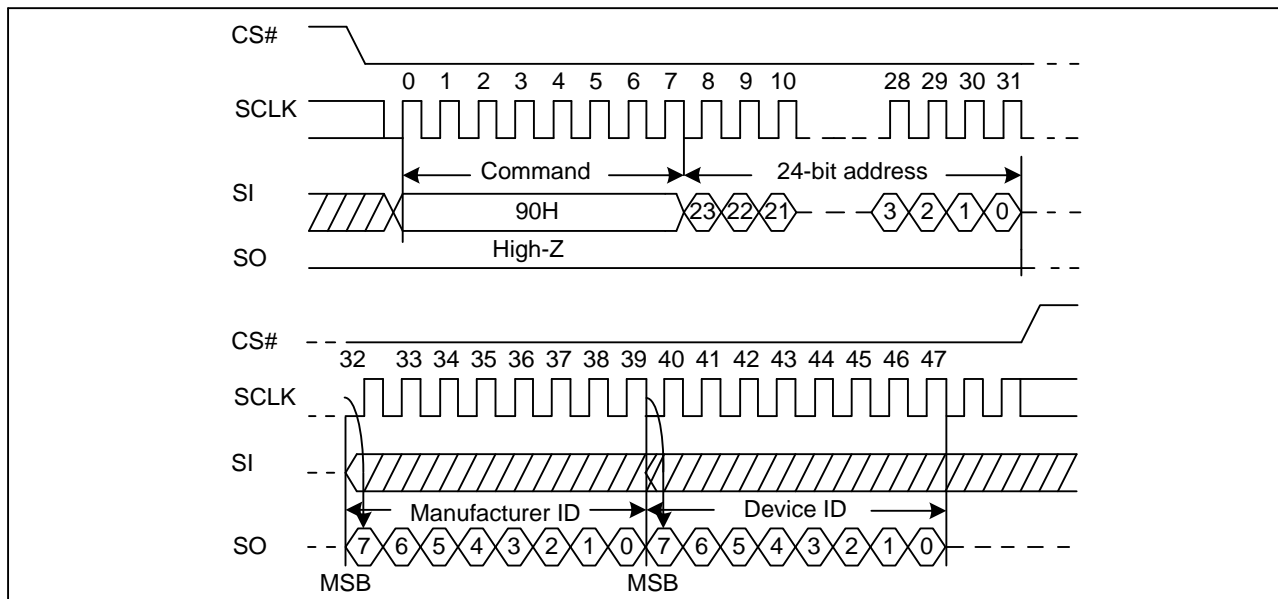 CS#
0 1 2 3 4 5 6 7 8 9 10 28 29 30 31
SCLK
Command 24-bit address
SI
90H 23 22 21 3 2 1 0
High-Z
SO
CS#
32 33 34 35 36 37 38 39 40 41 42 43 44 45 46 47
SCLK
SI
Manufacturer ID Device ID
SO 7 6 5 4 3 2 1 0 7 6 5 4 3 2 1 0
MSB MSB